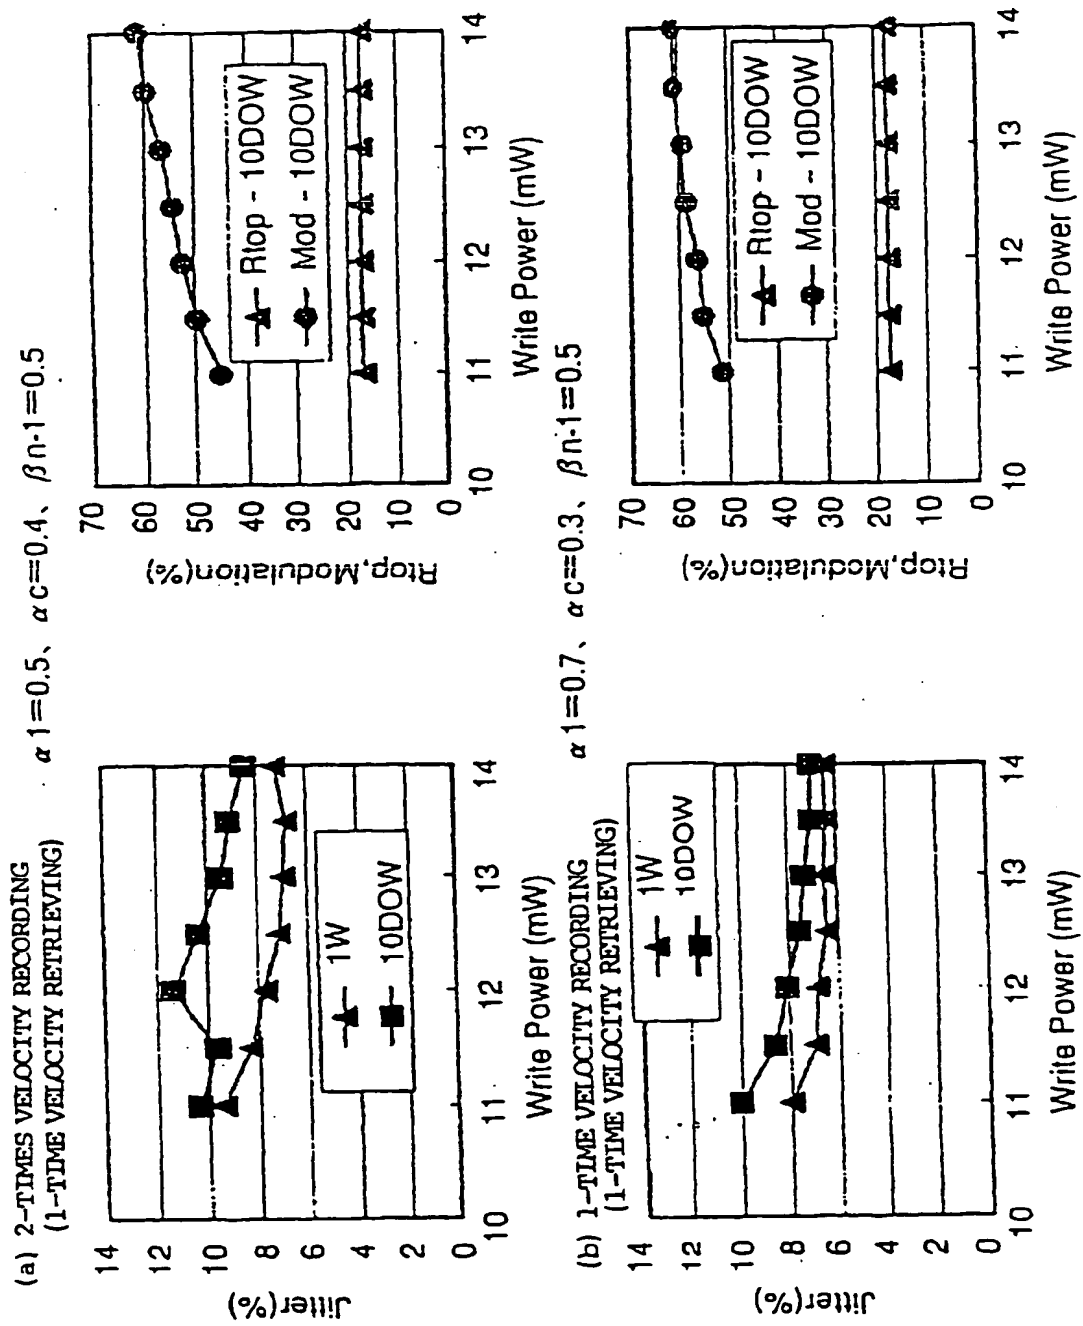 (a) 2-TIMES VELOCITY RECORDING
(1-TIME VELOCITY RETRIEVING)
α1=0.5、αc=0.4、βn-1=0.5
Jitter(%)
14
12
10
8
6
4
2
0
1W
10DOW
10 11 12 13 14
Write Power (mW)
Rtop,Modulation(%)
70
60
50
40
30
20
10
0
Rtop - 10DOW
Mod - 10DOW
10 11 12 13 14
Write Power (mW)
(b) 1-TIME VELOCITY RECORDING
(1-TIME VELOCITY RETRIEVING)
α1=0.7、αc=0.3、βn-1=0.5
Jitter(%)
14
12
10
8
6
4
2
0
1W
10DOW
10 11 12 13 14
Write Power (mW)
Rtop,Modulation(%)
70
60
50
40
30
20
10
0
Rtop - 10DOW
Mod - 10DOW
10 11 12 13 14
Write Power (mW)